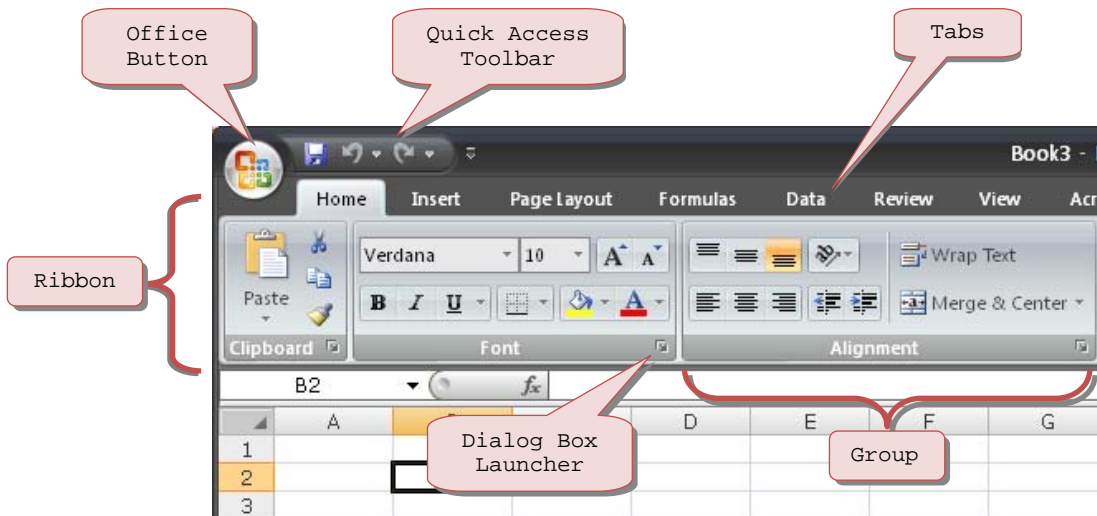 Office
Button
Quick Access
Toolbar
Tabs
Book3 -
Home Insert Page Layout Formulas Data Review View Acr
Ribbon
Verdana 10 A A Wrap Text
Paste B I U A Merge & Center
Clipboard Font Alignment
B2 fx
A D E F G
Dialog Box
Launcher
Group
1
2
3